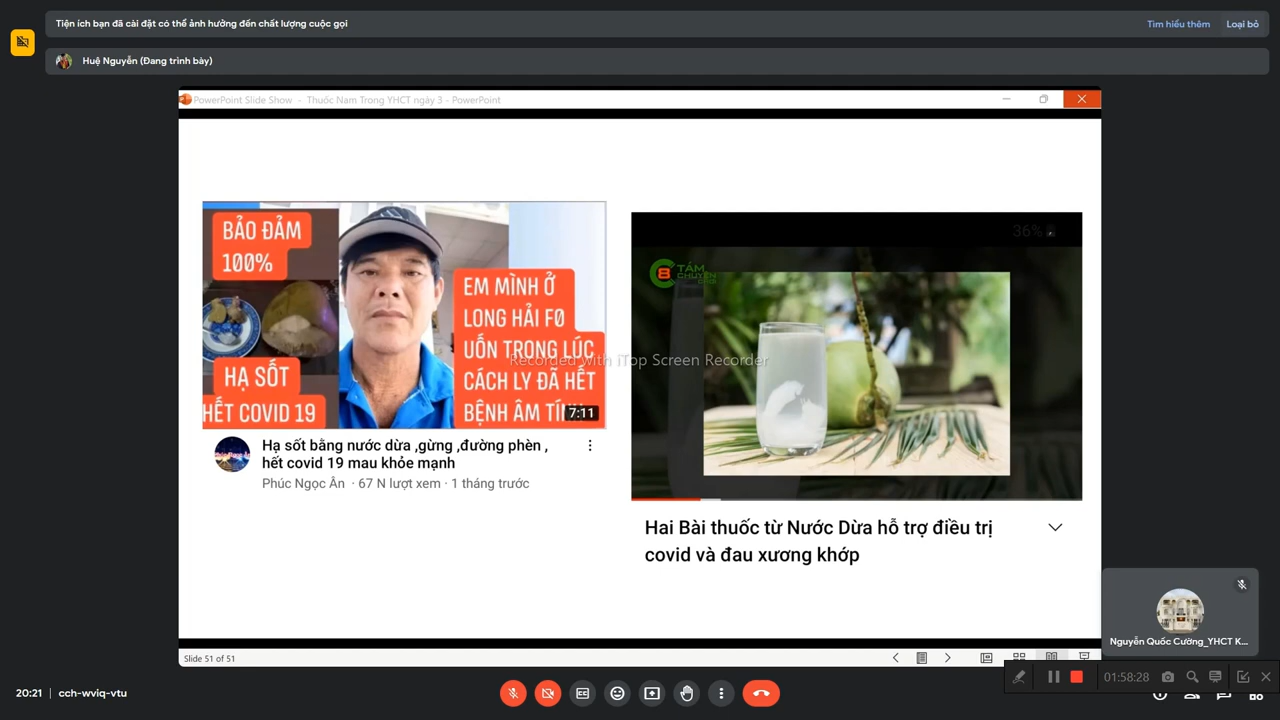 Tiện ích bạn đã cài đặt có thể ảnh hưởng đến chất lượng cuộc gọi
Tìm hiểu thêm
Loại bỏ
Huệ Nguyễn (Đang trình bày)
PowerPoint Slide Show - Thuốc Nam Trong YHCT ngày 3 - PowerPoint
BẢO ĐẢM
100%
HẠ SỐT
HẾT COVID 19
EM MÌNH Ở
LONG HẢI F0
UỐN TRONG LÚC
CÁCH LY ĐÃ HẾT
BỆNH ÂM
7:11
Hạ sốt bằng nước dừa ,gừng ,đường phèn ,
hết covid 19 mau khỏe mạnh
Phúc Ngọc Ân · 67 N lượt xem · 1 tháng trước
36%
8 TÁM
CHUYỆN
Hai Bài thuốc từ Nước Dừa hỗ trợ điều trị
covid và đau xương khớp
Recorded with iTop Screen Recorder
Nguyễn Quốc Cường_YHCT K...
Slide 51 of 51
01:58:28
20:21 | cch-wviq-vtu